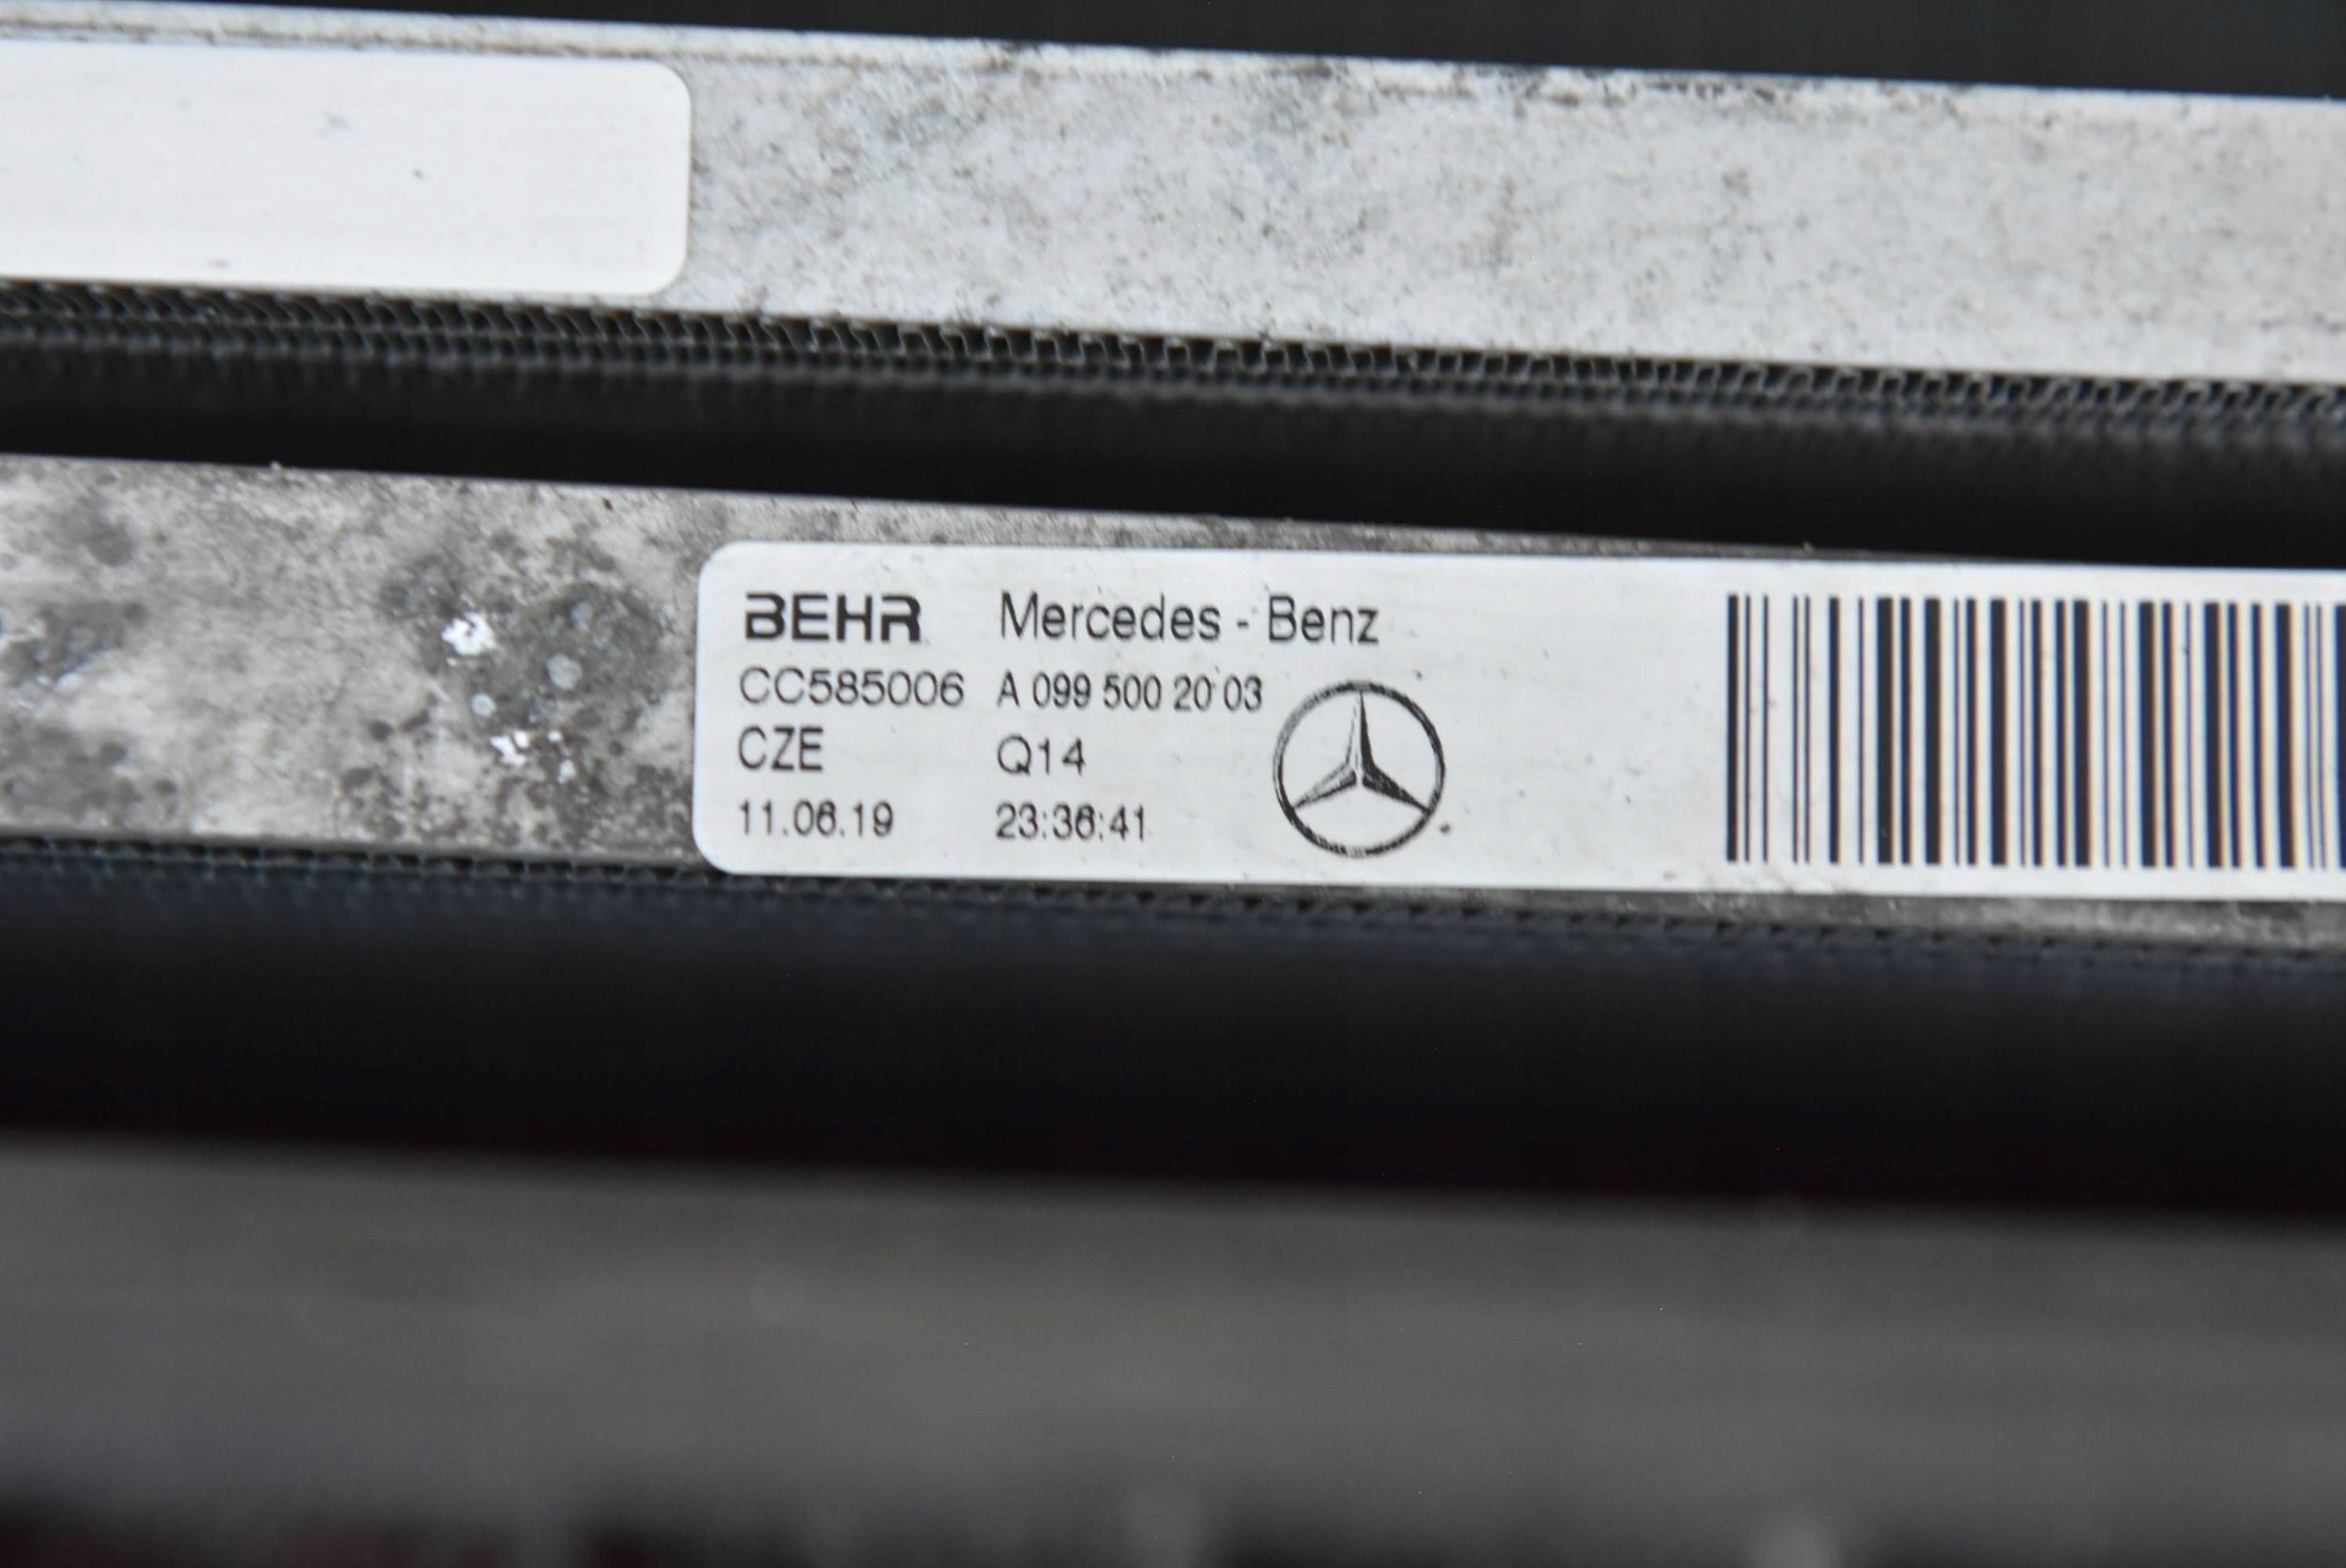 BEHR Mercedes - Benz
CC585006 A 099 500 20 03
CZE Q14
11.06.19 23:36:41